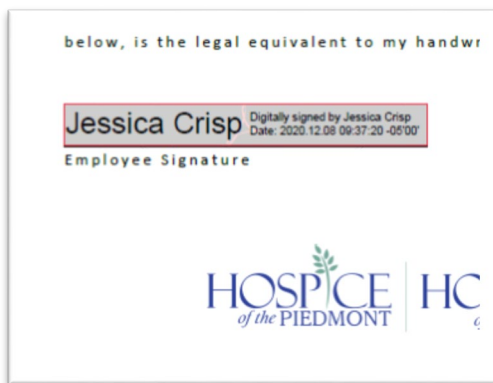 below, is the legal equivalent to my handwr
Jessica Crisp
Digitally signed by Jessica Crisp
Date: 2020.12.08 09:37:20 -05'00'
Employee Signature
HOSPICE HO
of the PIEDMONT